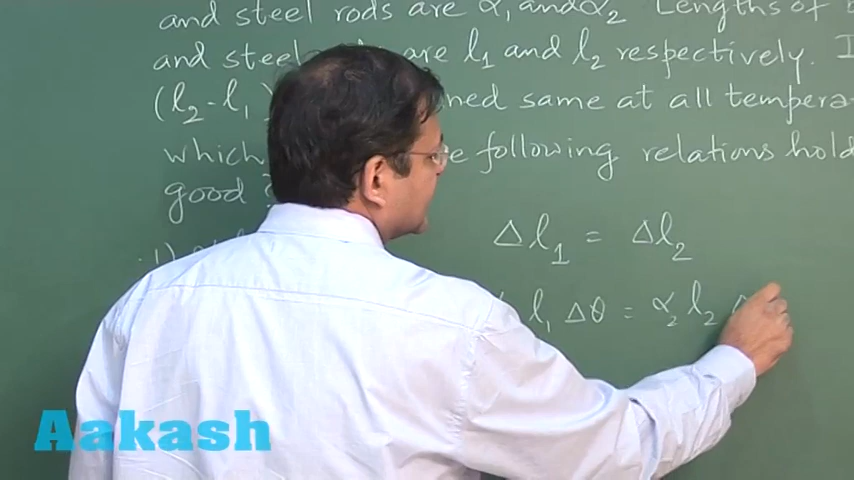 and steel rods are α₁ and α₂ Lengths of
and steel are l₁ and l₂ respectively.
(l₂-l₁) same at all tempera-
which following relations hold
good ?
1)
Δl₁ = Δl₂
l₁ Δθ = α₂ l₂
Aakash